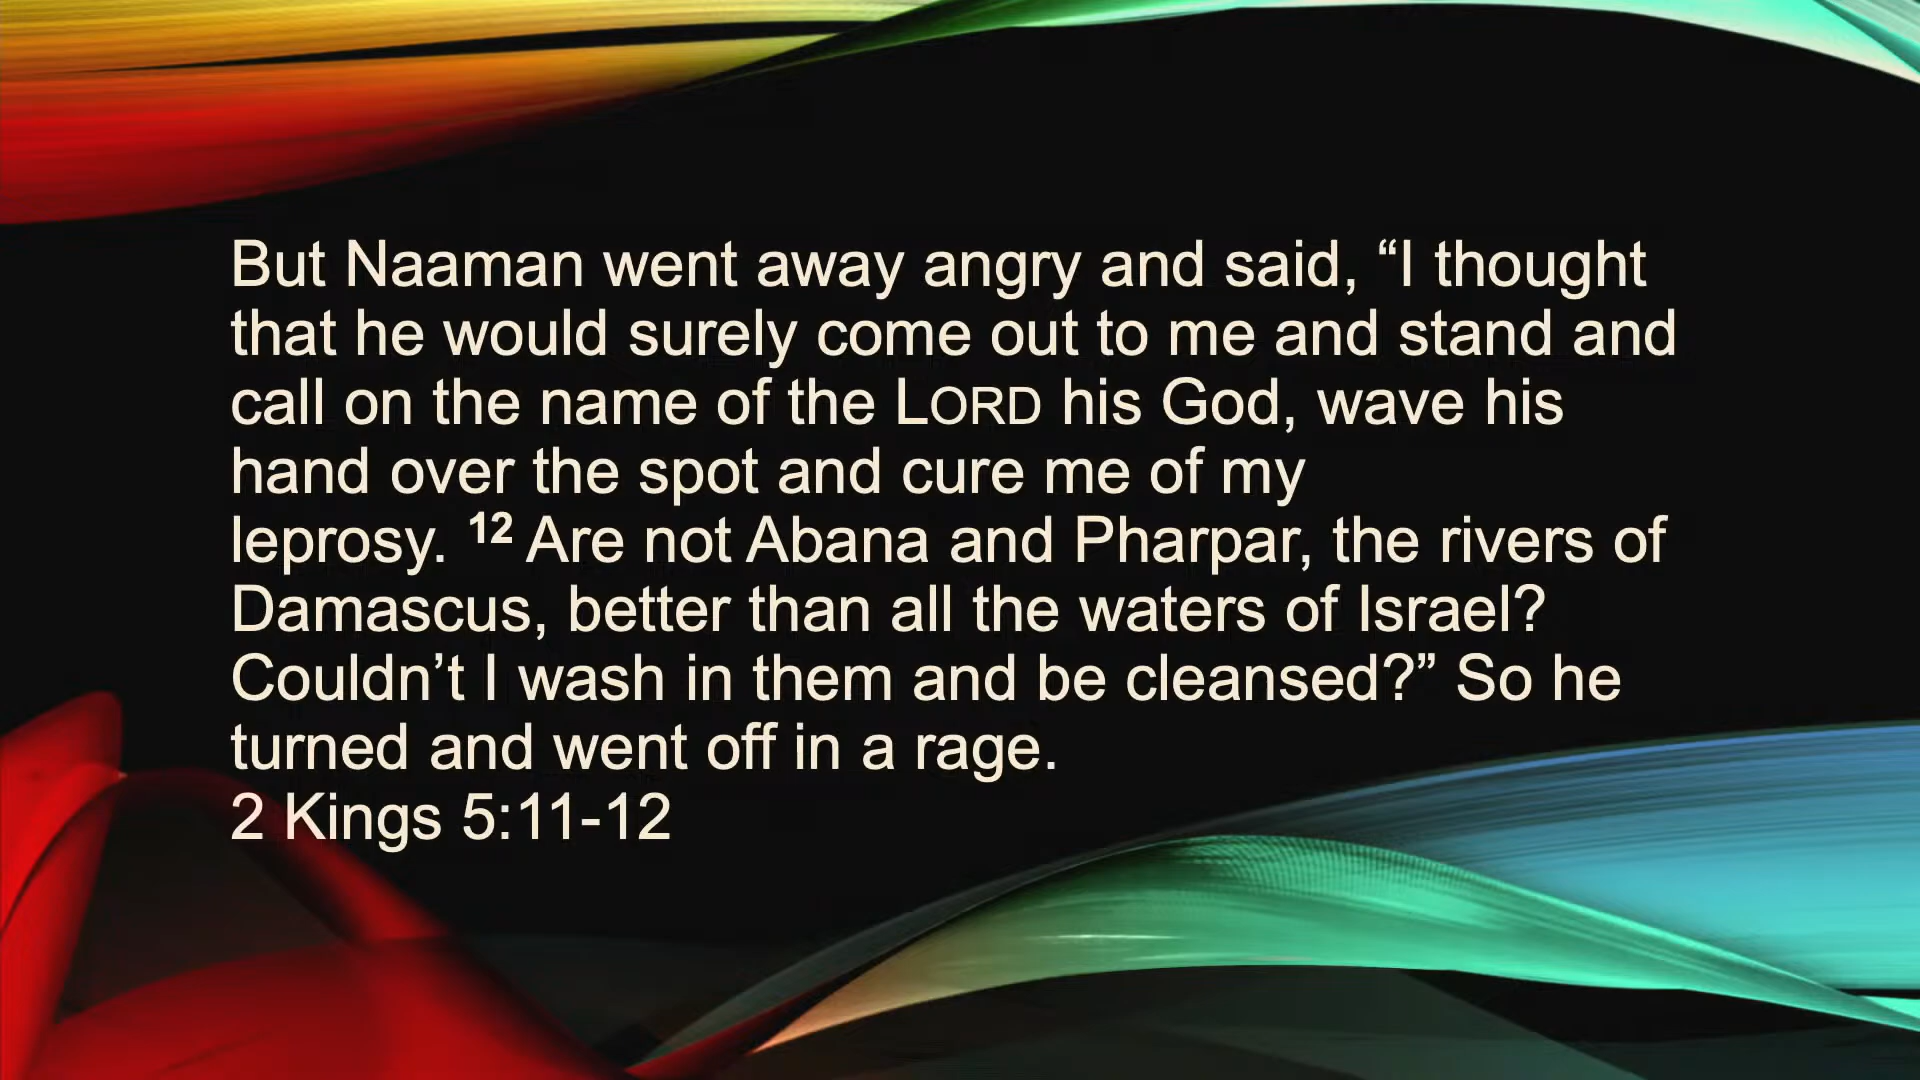 But Naaman went away angry and said, “I thought
that he would surely come out to me and stand and
call on the name of the LORD his God, wave his
hand over the spot and cure me of my
leprosy. 12 Are not Abana and Pharpar, the rivers of
Damascus, better than all the waters of Israel?
Couldn’t I wash in them and be cleansed?” So he
turned and went off in a rage.
2 Kings 5:11-12